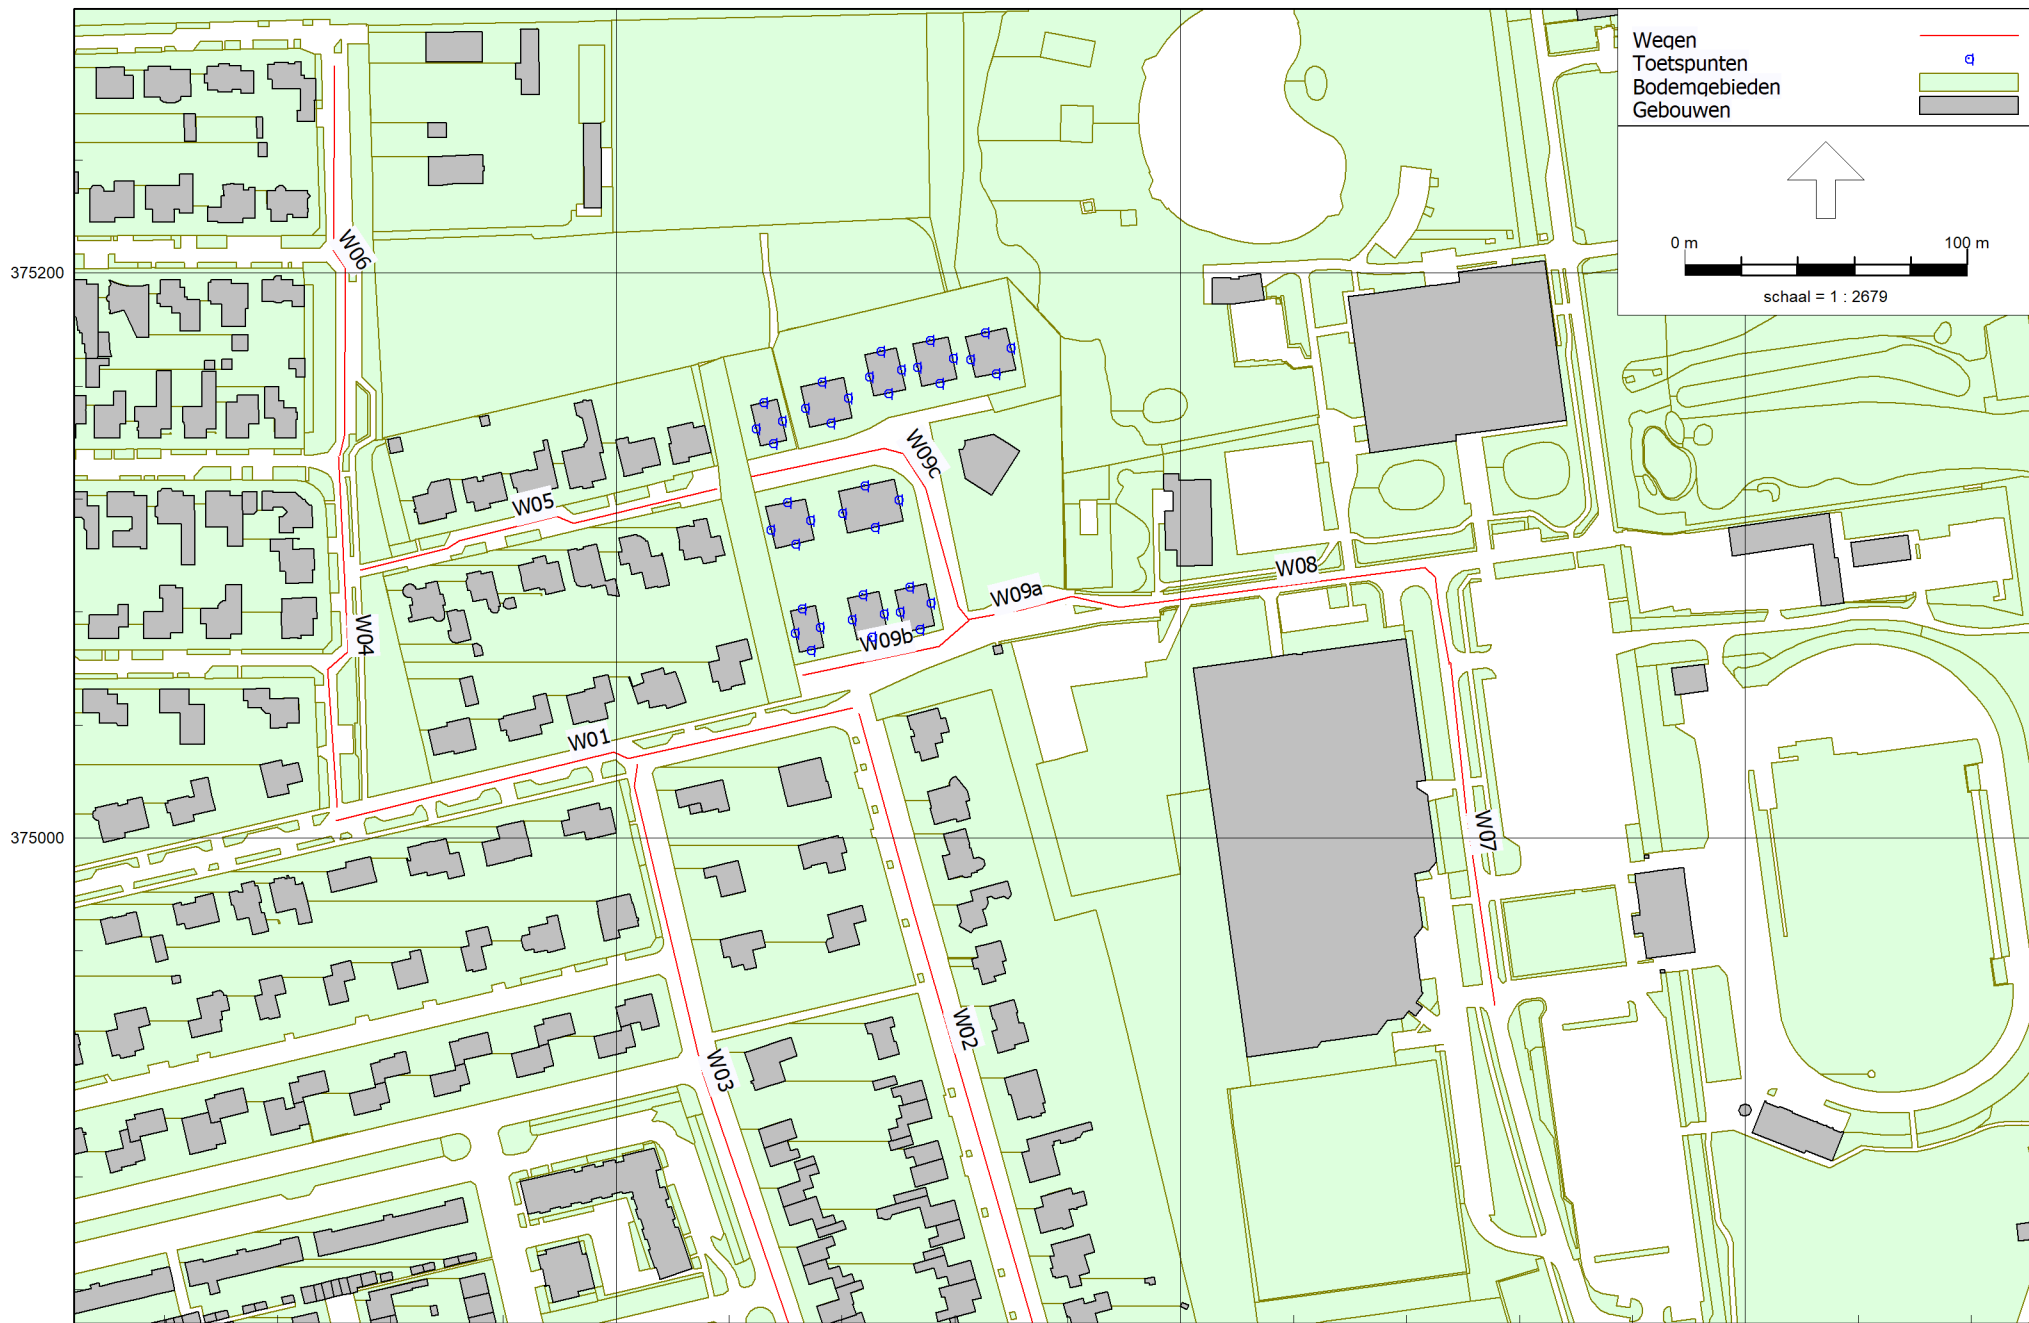 Wegen
Toetspunten
Bodemgebieden
Gebouwen
0 m 100 m
schaal = 1 : 2679
W06
375200
W09c
W05
W08
W09a
W04
W09b
W01
W07
375000
W02
W03